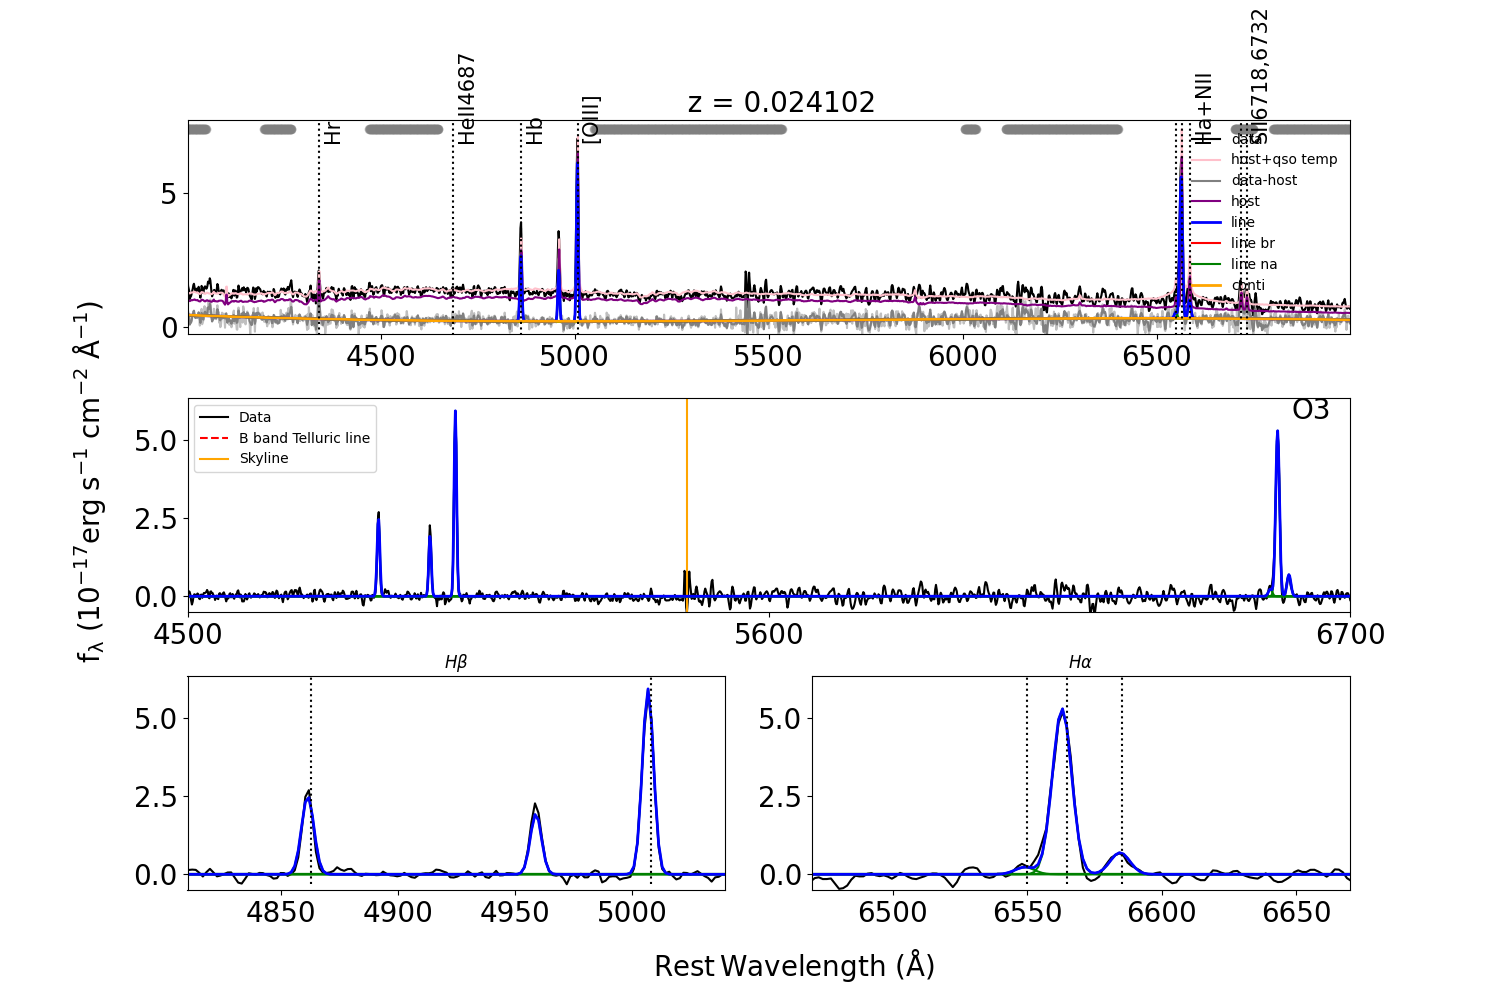 z = 0.024102
Hr
HeII4687
Hb
[OIII]
Ha+NII
SII6718,6732
data
host+qso temp
data-host
host
line
line br
line na
conti
5
0
4500 5000 5500 6000 6500
O3
Data
B band Telluric line
Skyline
5.0
2.5
0.0
4500 5600 6700
fλ (10⁻¹⁷erg s⁻¹ cm⁻² Å⁻¹)
Hβ
5.0
2.5
0.0
4850 4900 4950 5000
Hα
5.0
2.5
0.0
6500 6550 6600 6650
Rest Wavelength (Å)